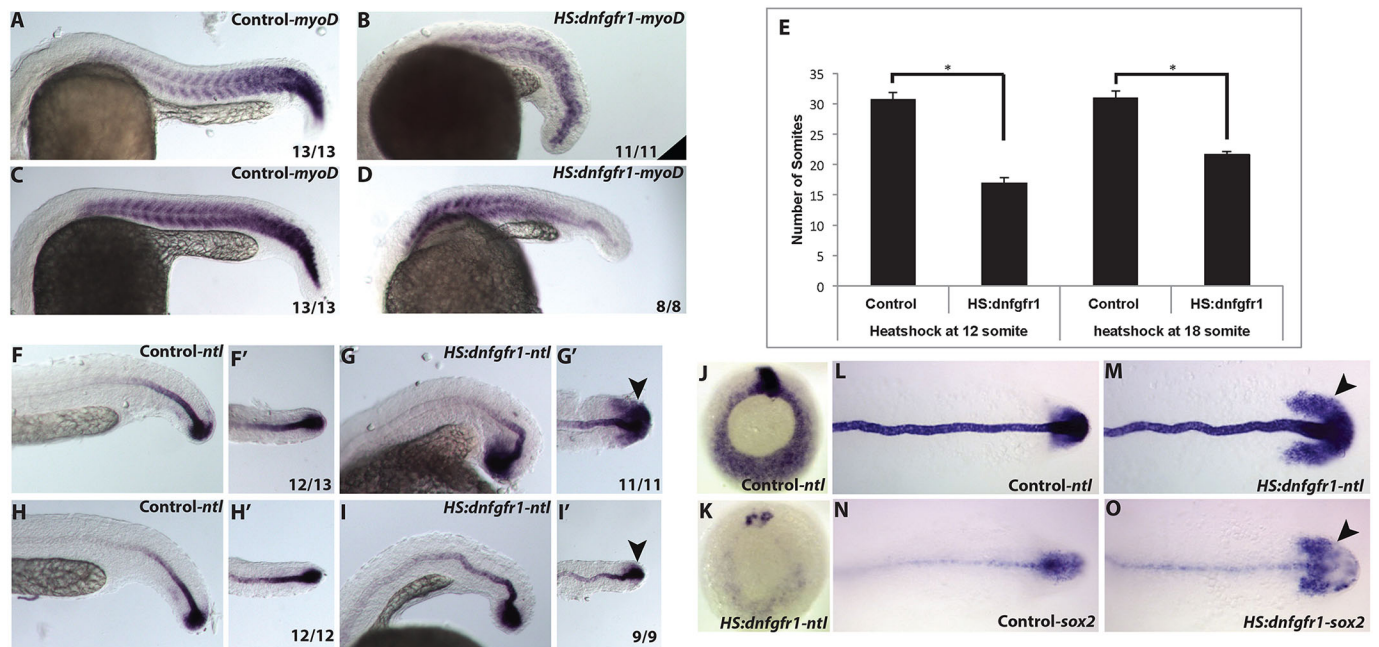 A
Control-myoD
13/13
B
HS:dnfgfr1-myoD
11/11
C
Control-myoD
13/13
D
HS:dnfgfr1-myoD
8/8
E
Number of Somites
35
30
25
20
15
10
5
0
*
*
Control
HS:dnfgfr1
Control
HS:dnfgfr1
Heatshock at 12 somite
heatshock at 18 somite
F
Control-ntl
F'
12/13
G
HS:dnfgfr1-ntl
G'
11/11
H
Control-ntl
H'
12/12
I
HS:dnfgfr1-ntl
I'
9/9
J
Control-ntl
K
HS:dnfgfr1-ntl
L
Control-ntl
M
HS:dnfgfr1-ntl
N
Control-sox2
O
HS:dnfgfr1-sox2